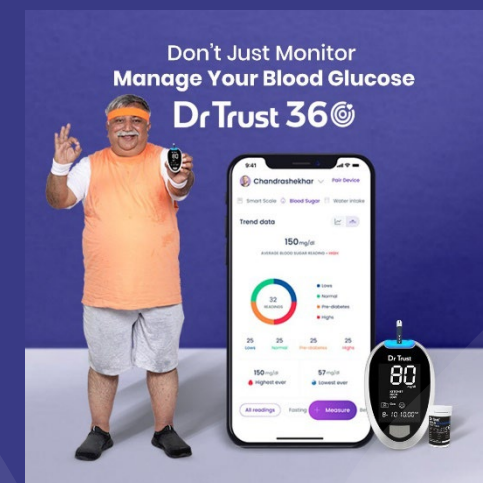 Don't Just Monitor
Manage Your Blood Glucose
Dr Trust 360
80
9:41
Chandrashekhar
Pair Device
Smart Scale Blood Sugar Water Intake
Trend data
150mg/dl
AVERAGE BLOOD SUGAR READING • HIGH
32
READINGS
Lows
Normal
Pre-diabetes
Highs
25 25 25 25
Lows Normal Pre-diabetes Highs
150mg/dl 57mg/dl
Highest ever Lowest ever
All readings Fasting + Measure
Dr Trust
80